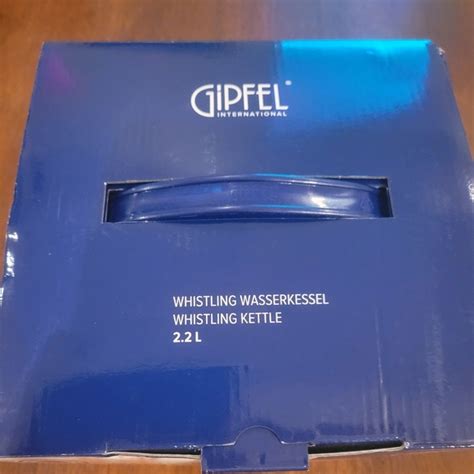 GiPFEL®
INTERNATIONAL
WHISTLING WASSERKESSEL
WHISTLING KETTLE
2.2 L